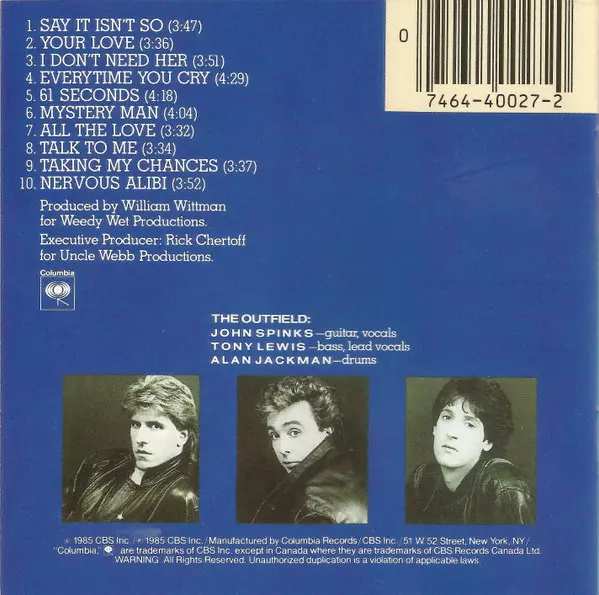 1. SAY IT ISN'T SO (3:47)
2. YOUR LOVE (3:36)
3. I DON'T NEED HER (3:51)
4. EVERYTIME YOU CRY (4:29)
5. 61 SECONDS (4:18)
6. MYSTERY MAN (4:04)
7. ALL THE LOVE (3:32)
8. TALK TO ME (3:34)
9. TAKING MY CHANCES (3:37)
10. NERVOUS ALIBI (3:52)
0
7464-40027-2
Produced by William Wittman
for Weedy Wet Productions.
Executive Producer: Rick Chertoff
for Uncle Webb Productions.
Columbia
THE OUTFIELD:
JOHN SPINKS—guitar, vocals
TONY LEWIS—bass, lead vocals
ALAN JACKMAN—drums
℗ 1985 CBS Inc./℗ 1985 CBS Inc./Manufactured by Columbia Records/CBS Inc./51 W 52 Street, New York, NY/
"Columbia," are trademarks of CBS Inc. except in Canada where they are trademarks of CBS Records Canada Ltd.
WARNING: All Rights Reserved. Unauthorized duplication is a violation of applicable laws.